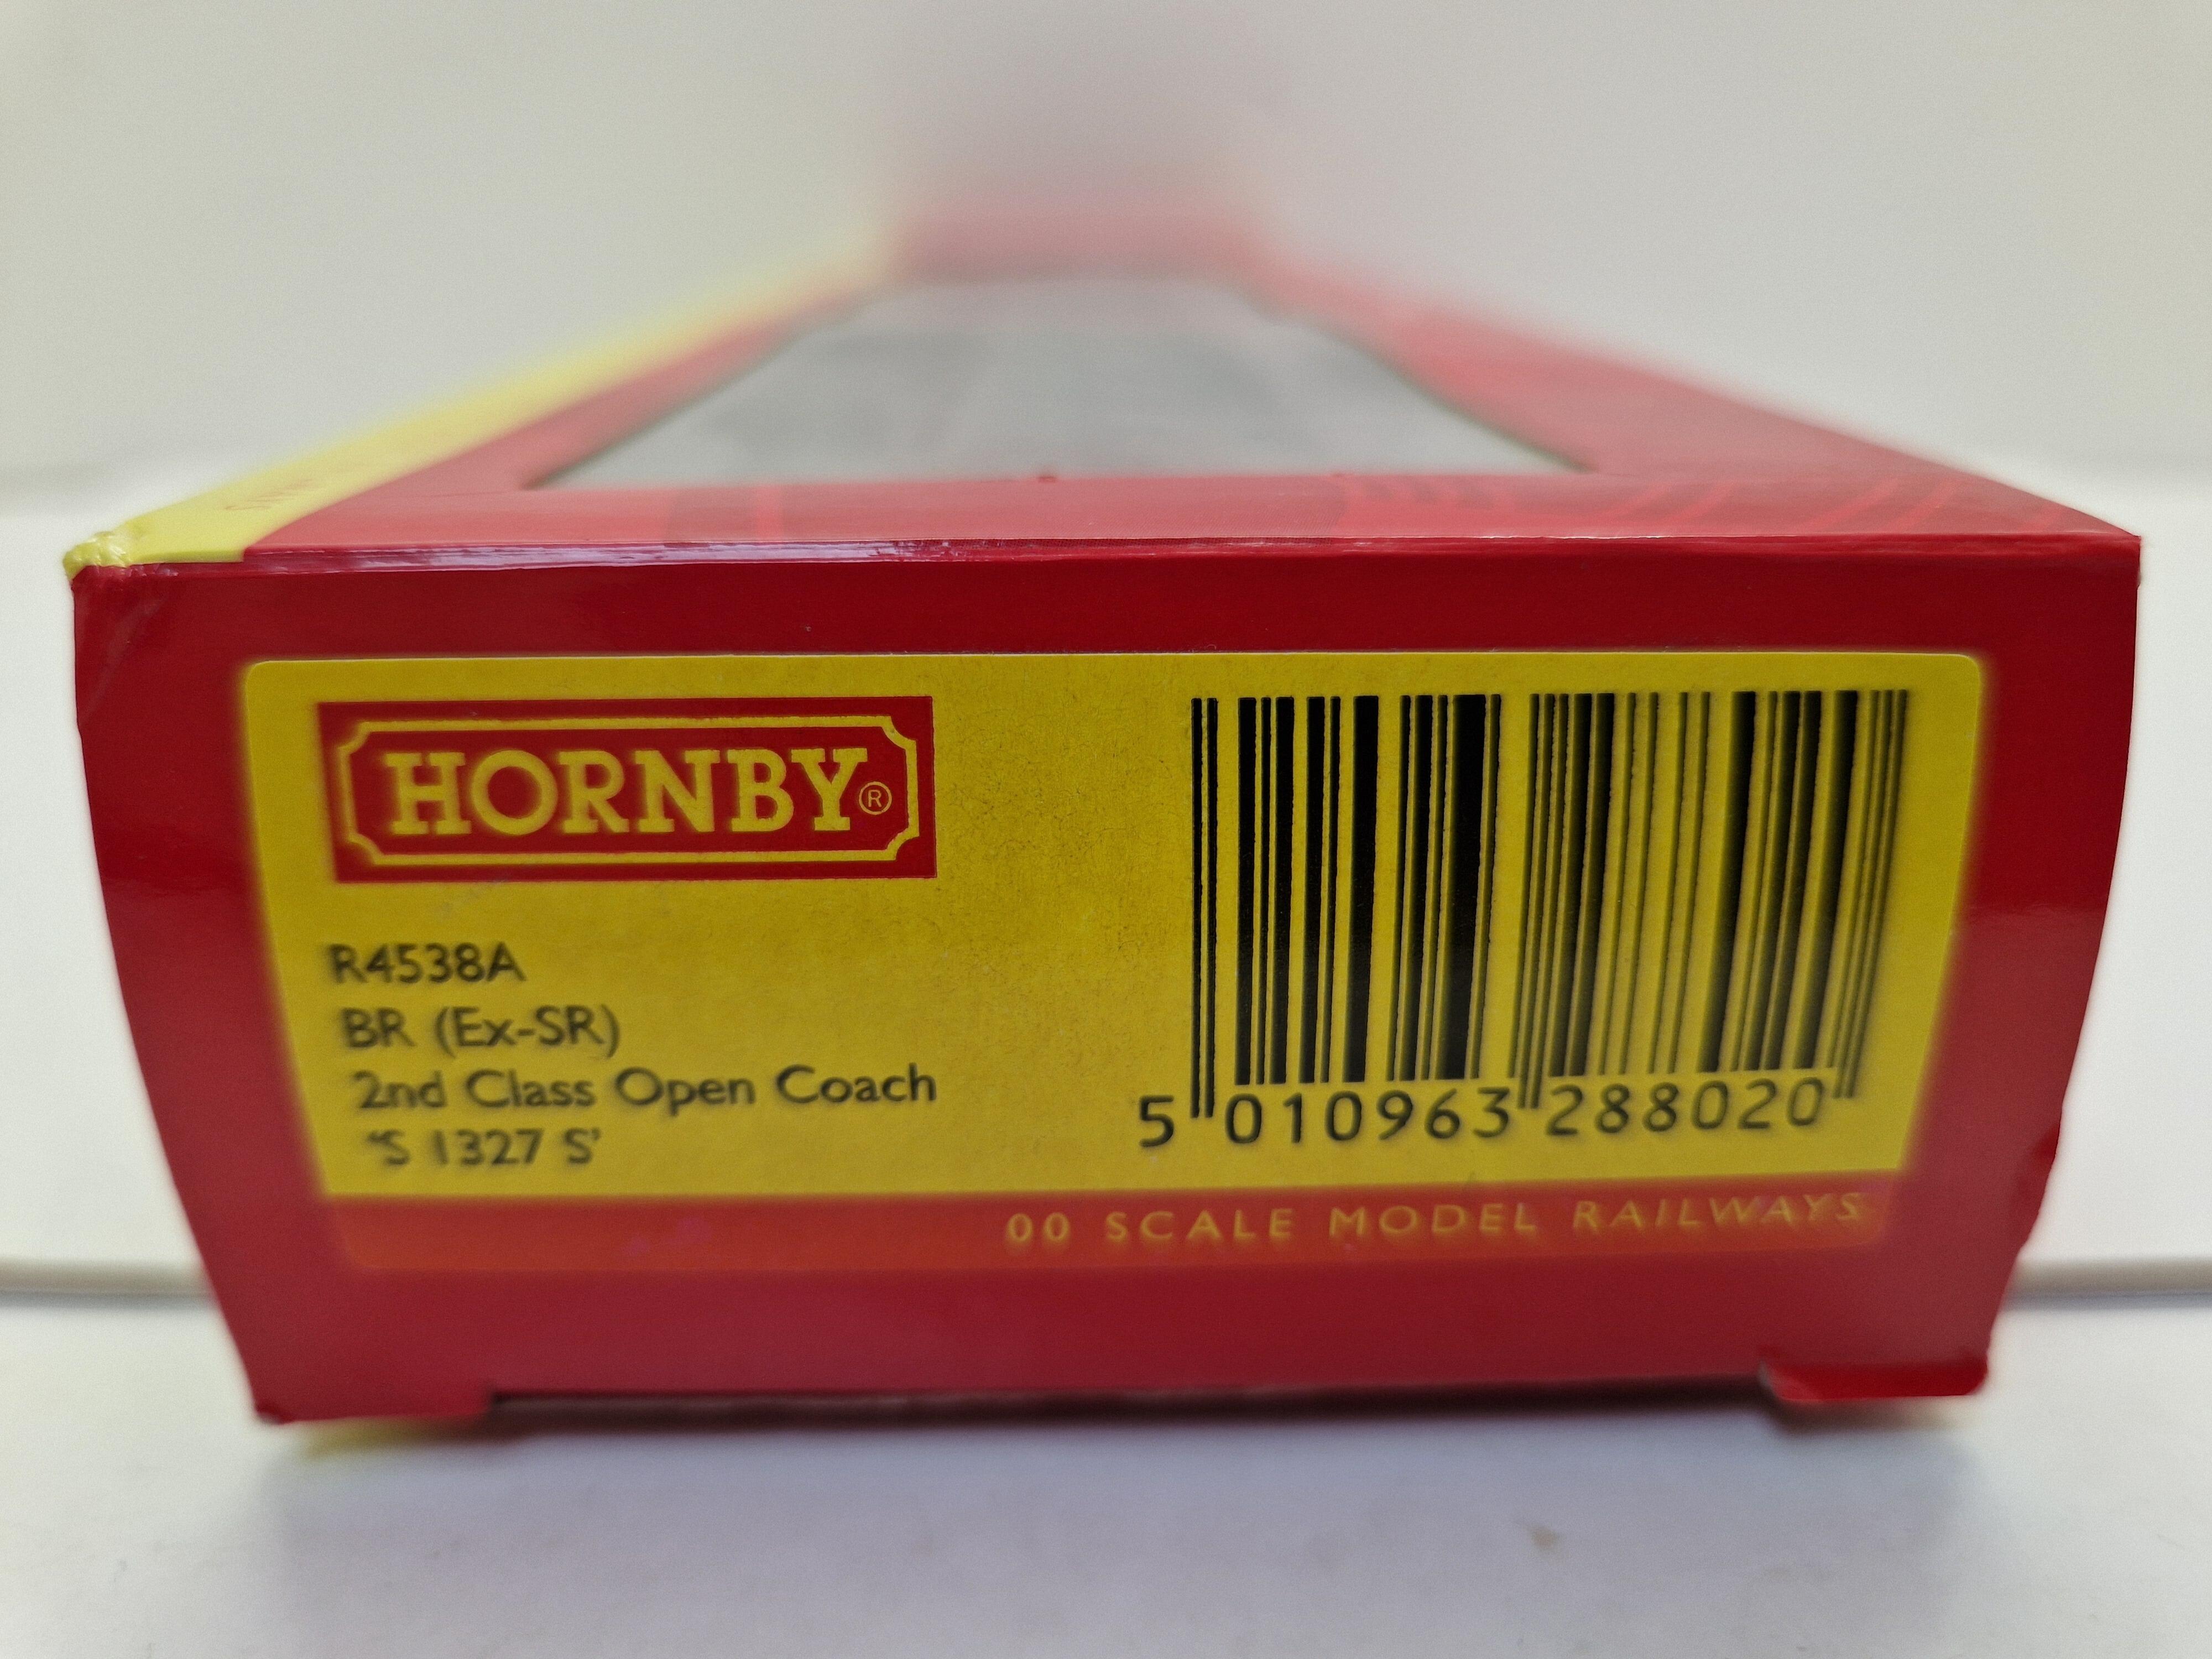 HORNBY®
R4538A
BR (Ex-SR)
2nd Class Open Coach
'S 1327 S'
5 010963 288020
00 SCALE MODEL RAILWAYS